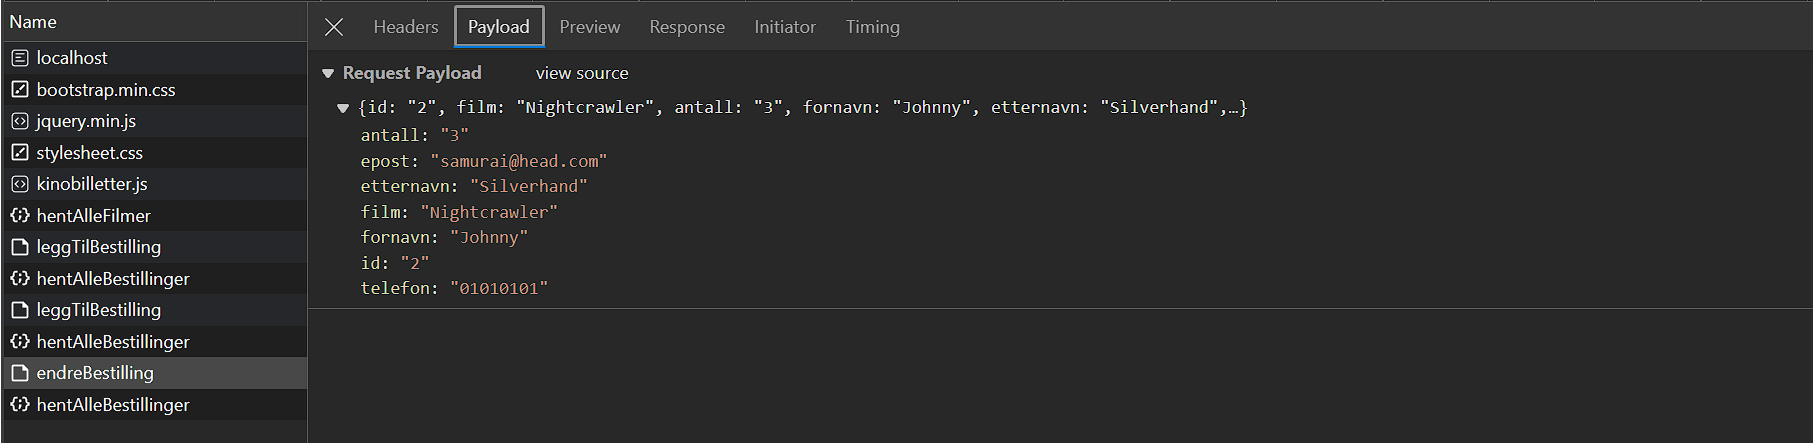 Name
localhost
bootstrap.min.css
jquery.min.js
stylesheet.css
kinobilletter.js
hentAlleFilmer
leggTilBestilling
hentAlleBestillinger
leggTilBestilling
hentAlleBestillinger
endreBestilling
hentAlleBestillinger
Headers Payload Preview Response Initiator Timing
Request Payload view source
{id: "2", film: "Nightcrawler", antall: "3", fornavn: "Johnny", etternavn: "Silverhand",…}
antall: "3"
epost: "samurai@head.com"
etternavn: "Silverhand"
film: "Nightcrawler"
fornavn: "Johnny"
id: "2"
telefon: "01010101"